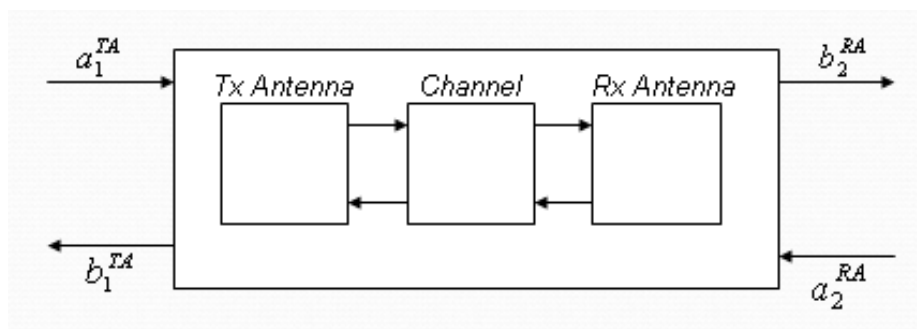 a₁ᵀᴬ
b₂ᴿᴬ
Tx Antenna
Channel
Rx Antenna
b₁ᵀᴬ
a₂ᴿᴬ